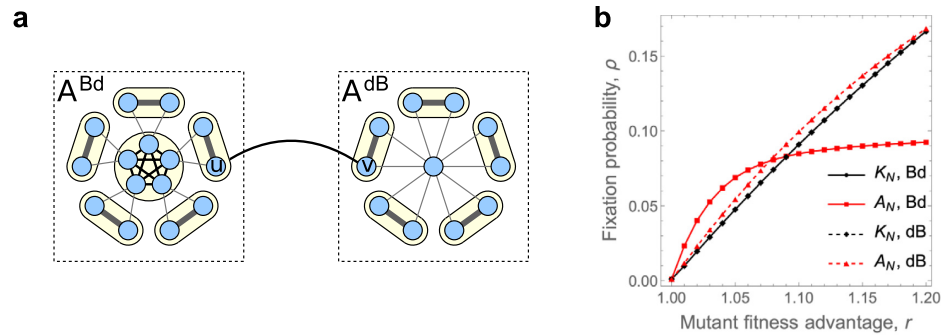 a
A^Bd
u
A^dB
v
b
Fixation probability, ρ
0.15
0.10
0.05
0.00
K_N, Bd
A_N, Bd
K_N, dB
A_N, dB
1.00 1.05 1.10 1.15 1.20
Mutant fitness advantage, r